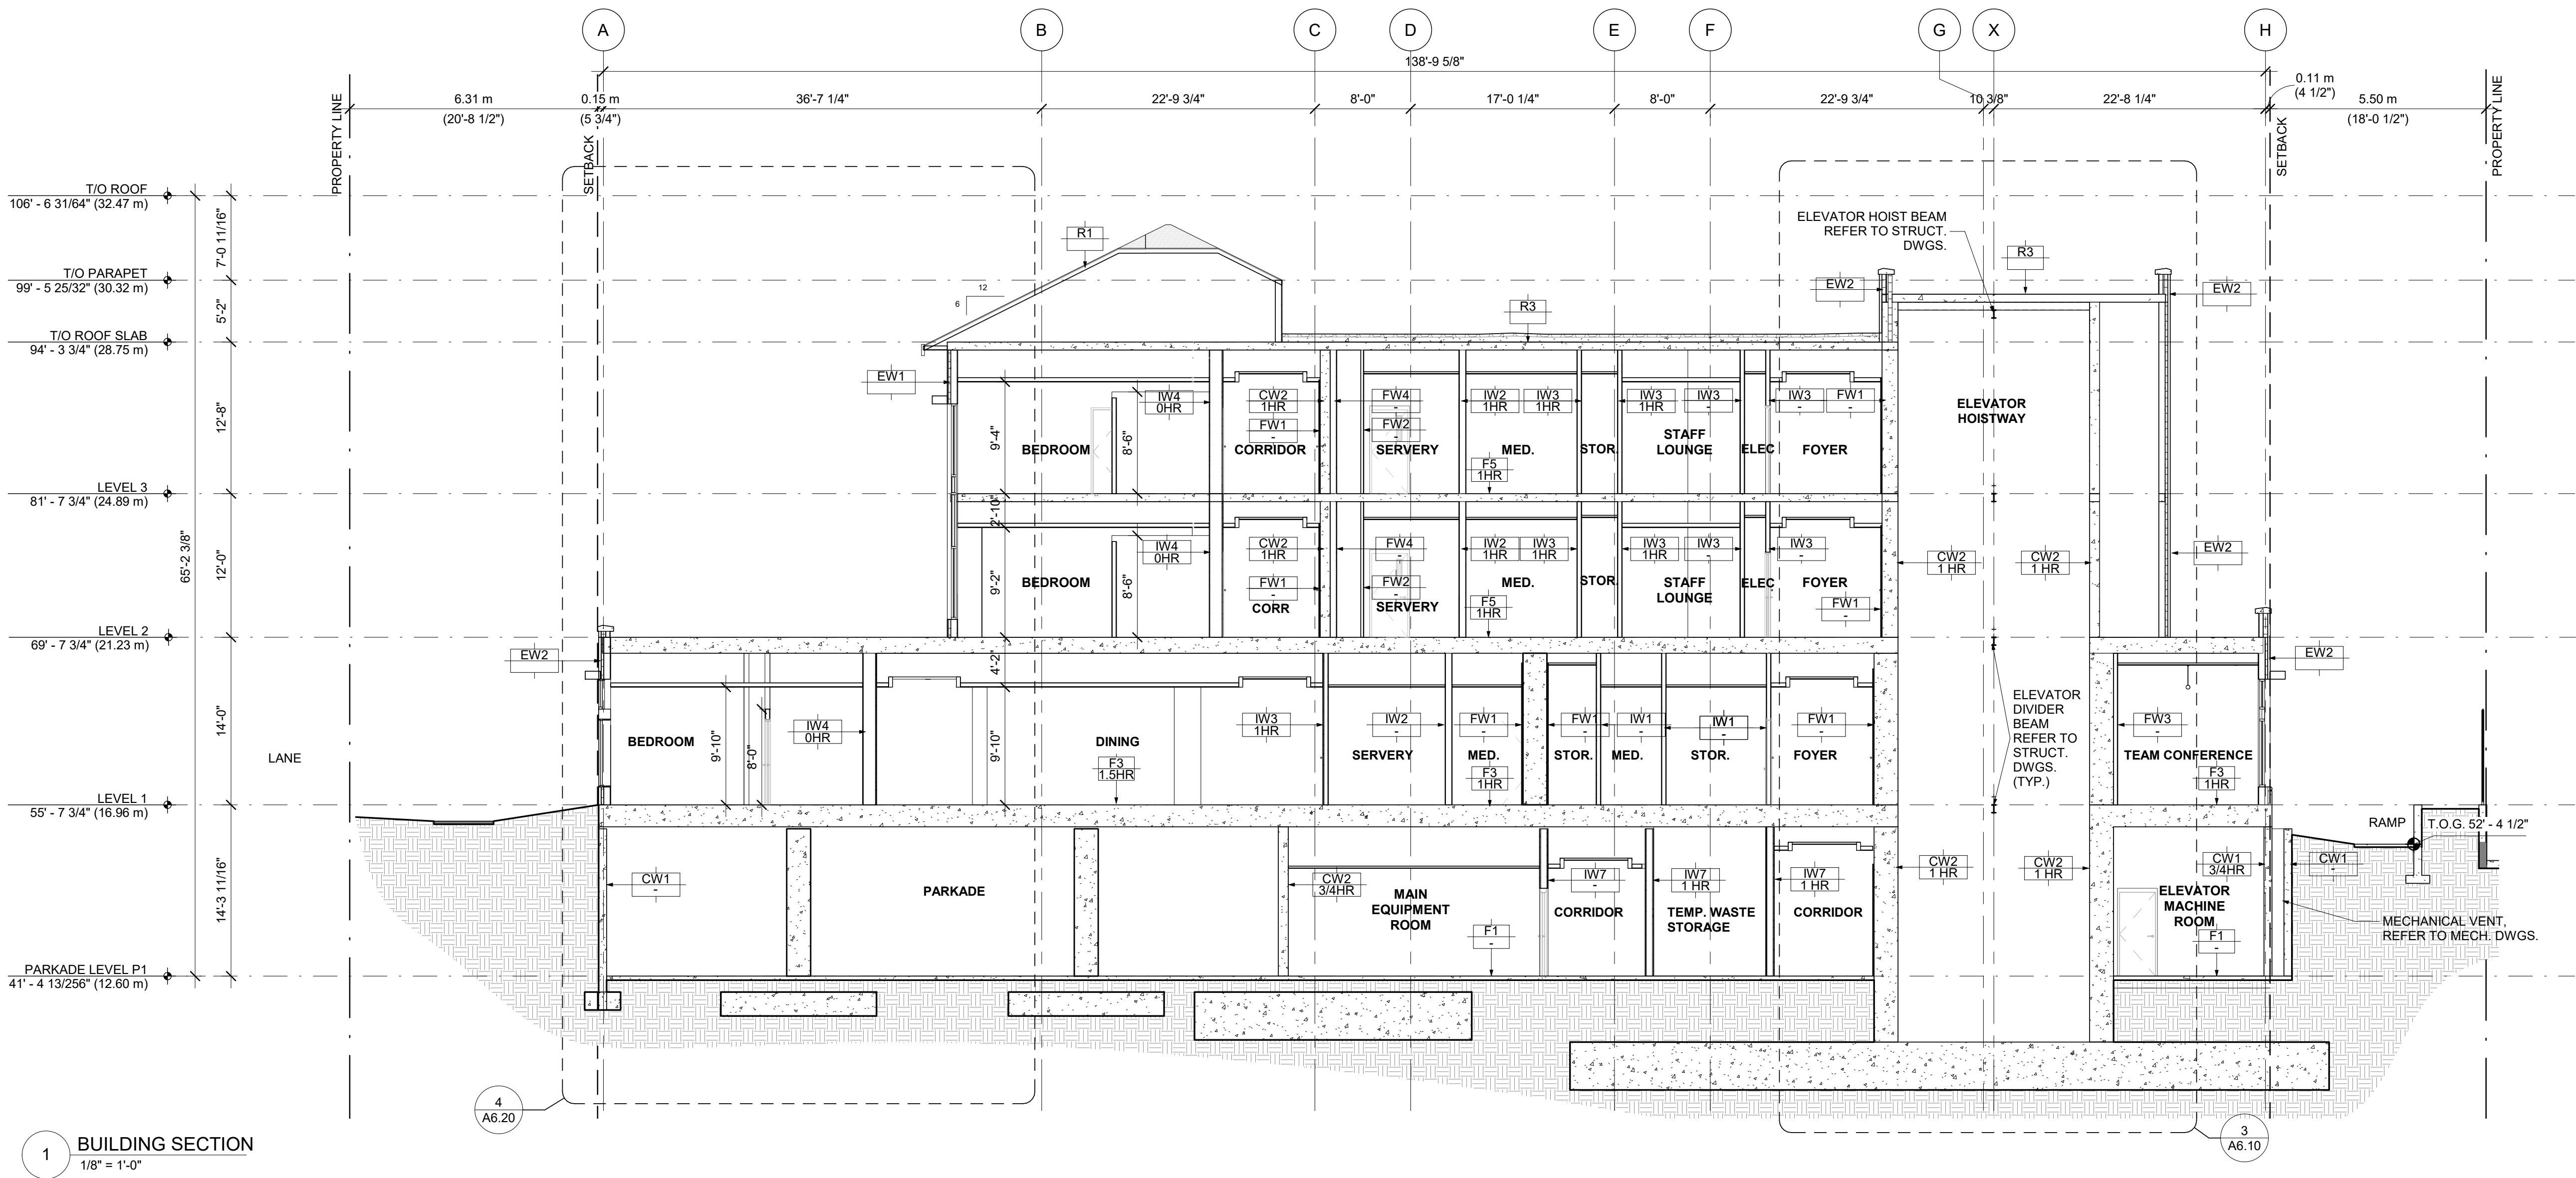 A
B
C
D
E
F
G
X
H
138'-9 5/8"
6.31 m
(20'-8 1/2")
0.15 m
(5 3/4")
36'-7 1/4"
22'-9 3/4"
8'-0"
17'-0 1/4"
8'-0"
22'-9 3/4"
10 3/8"
22'-8 1/4"
0.11 m
(4 1/2")
5.50 m
(18'-0 1/2")
PROPERTY LINE
SETBACK
SETBACK
PROPERTY LINE
T/O ROOF
106' - 6 31/64" (32.47 m)
7'-0 11/16"
T/O PARAPET
99' - 5 25/32" (30.32 m)
5'-2"
T/O ROOF SLAB
94' - 3 3/4" (28.75 m)
12'-8"
LEVEL 3
81' - 7 3/4" (24.89 m)
65'-2 3/8"
12'-0"
LEVEL 2
69' - 7 3/4" (21.23 m)
14'-0"
LEVEL 1
55' - 7 3/4" (16.96 m)
14'-3 11/16"
PARKADE LEVEL P1
41' - 4 13/256" (12.60 m)
R1
12
6
R3
ELEVATOR HOIST BEAM
REFER TO STRUCT.
DWGS.
R3
EW2
EW2
EW1
9'-4"
8'-6"
IW4
0HR
CW2
1HR
FW1
-
FW4
-
FW2
-
IW2
1HR
IW3
1HR
IW3
1HR
IW3
-
IW3
-
FW1
-
BEDROOM
CORRIDOR
SERVERY
MED.
F5
1HR
STOR.
STAFF
LOUNGE
ELEC
FOYER
ELEVATOR
HOISTWAY
2'-10"
9'-2"
8'-6"
IW4
0HR
CW2
1HR
FW1
-
FW4
-
FW2
-
IW2
1HR
IW3
1HR
IW3
1HR
IW3
-
IW3
-
FW1
-
BEDROOM
CORR
SERVERY
MED.
F5
1HR
STOR.
STAFF
LOUNGE
ELEC
FOYER
CW2
1 HR
CW2
1 HR
EW2
EW2
4'-2"
EW2
9'-10"
8'-0"
IW4
0HR
9'-10"
IW3
1HR
IW2
-
FW1
-
FW1
-
IW1
-
IW1
-
FW1
-
FW3
-
BEDROOM
DINING
F3
1.5HR
SERVERY
MED.
F3
1HR
STOR.
MED.
STOR.
FOYER
ELEVATOR
DIVIDER
BEAM
REFER TO
STRUCT.
DWGS.
(TYP.)
TEAM CONFERENCE
F3
1HR
LANE
RAMP
T.O.G. 52' - 4 1/2"
CW1
-
PARKADE
CW2
3/4HR
MAIN
EQUIPMENT
ROOM
F1
-
IW7
-
CORRIDOR
IW7
1 HR
TEMP. WASTE
STORAGE
IW7
1 HR
CORRIDOR
CW2
1 HR
CW2
1 HR
CW1
3/4HR
CW1
-
ELEVATOR
MACHINE
ROOM
F1
-
MECHANICAL VENT,
REFER TO MECH. DWGS.
4
A6.20
3
A6.10
1
BUILDING SECTION
1/8" = 1'-0"